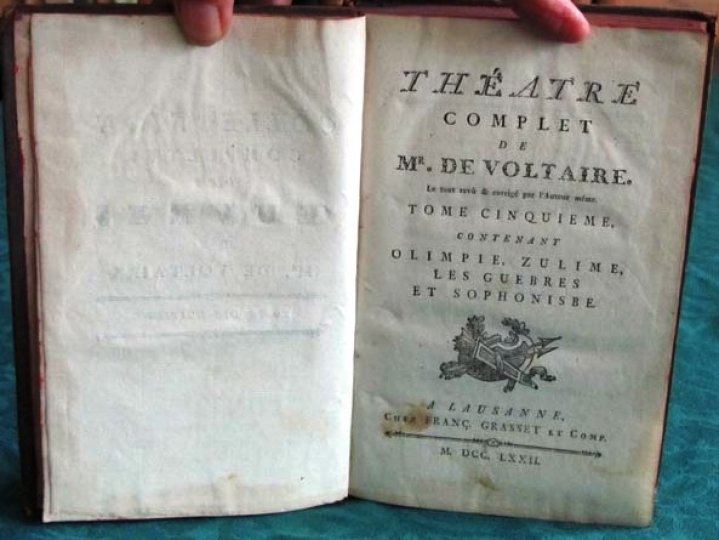 THÉATRE
COMPLET
DE
Mr. DE VOLTAIRE.
Le tout revû & corrigé par l'Auteur même.
TOME CINQUIEME,
CONTENANT
OLIMPIE, ZULIME,
LES GUEBRES
ET SOPHONISBE.
A LAUSANNE,
CHEZ FRANÇ. GRASSET ET COMP.
M. DCC. LXXII.